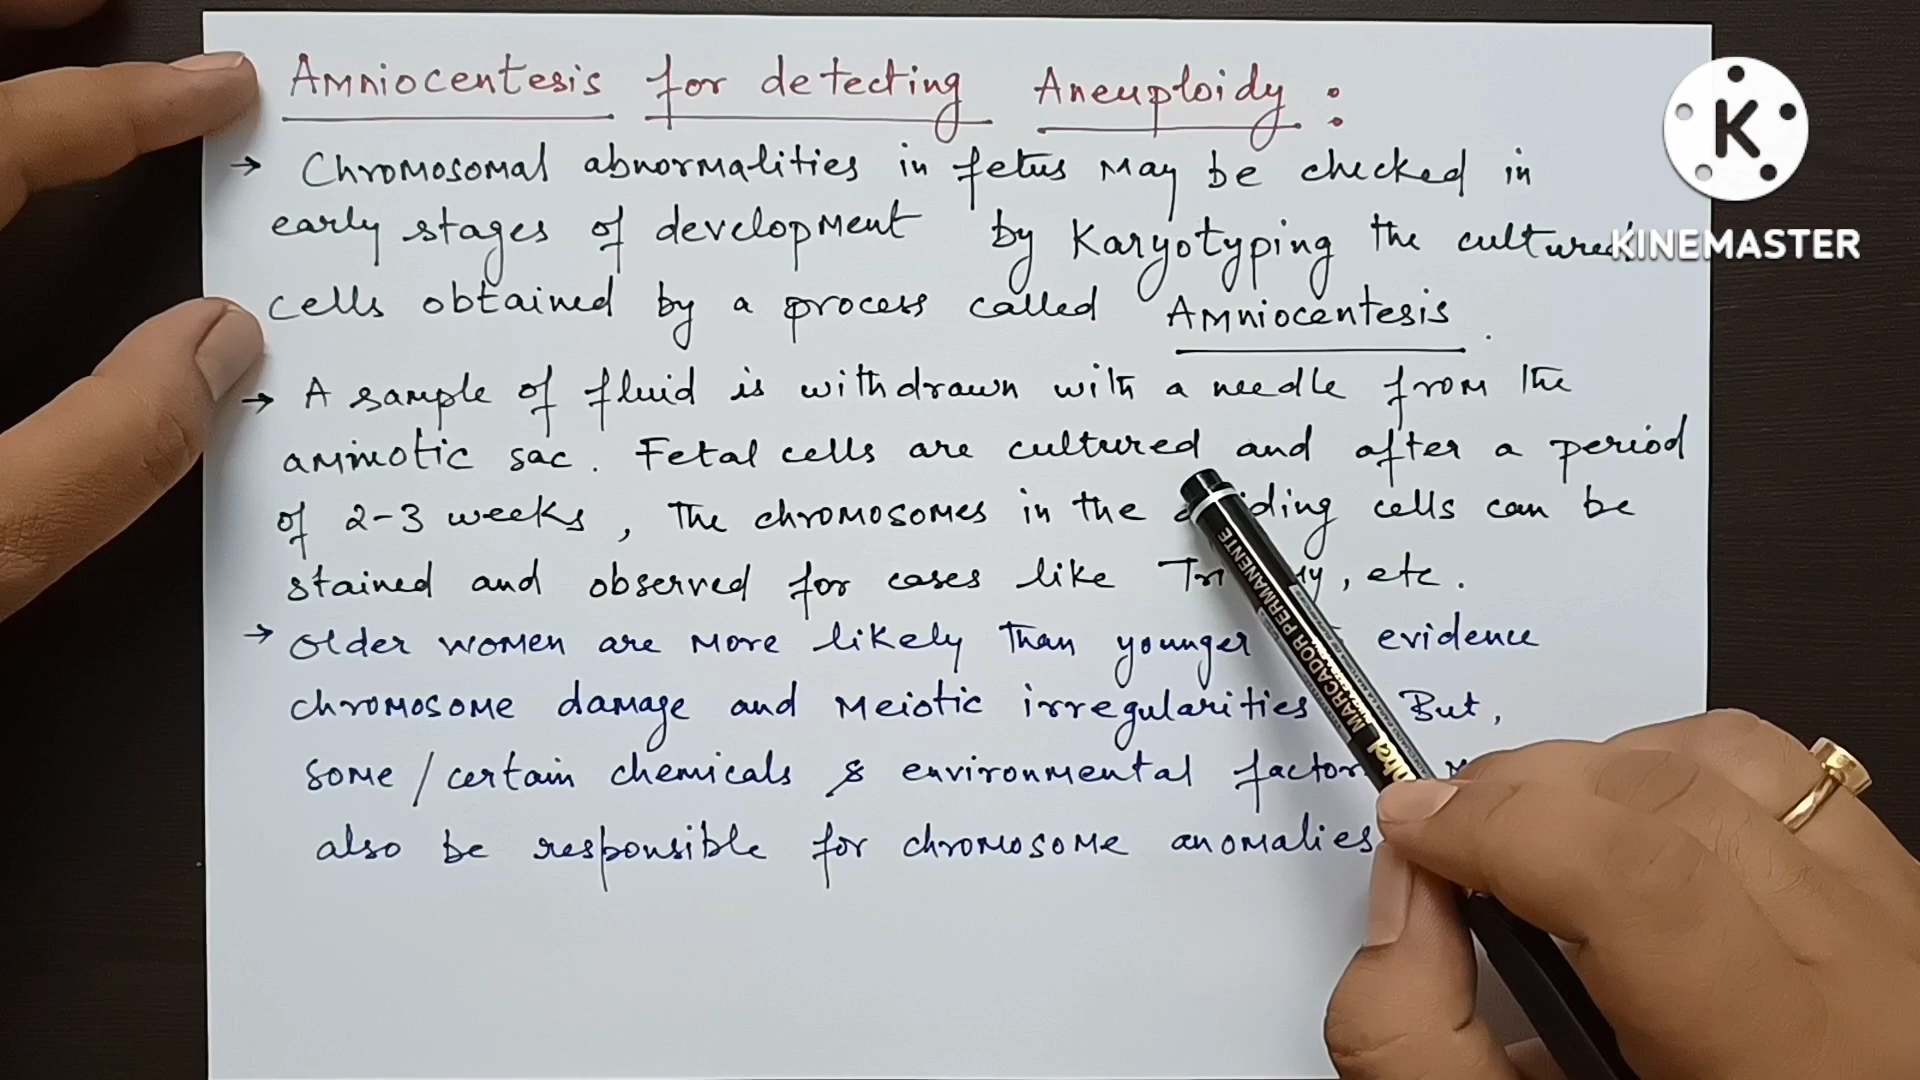 Amniocentesis for detecting Aneuploidy :
→ Chromosomal abnormalities in fetus may be checked in
early stages of development by Karyotyping the cultured
cells obtained by a process called Amniocentesis.
→ A sample of fluid is withdrawn with a needle from the
aminotic sac. Fetal cells are cultured and after a period
of 2-3 weeks, the chromosomes in the cells can be
stained and observed for cases like etc.
→ Older women are more likely than younger evidence
chromosome damage and meiotic irregularities But,
some/certain chemicals & environmental factor
also be responsible for chromosome anomalies
K
KINEMASTER
MARCADOR PERMANENTE